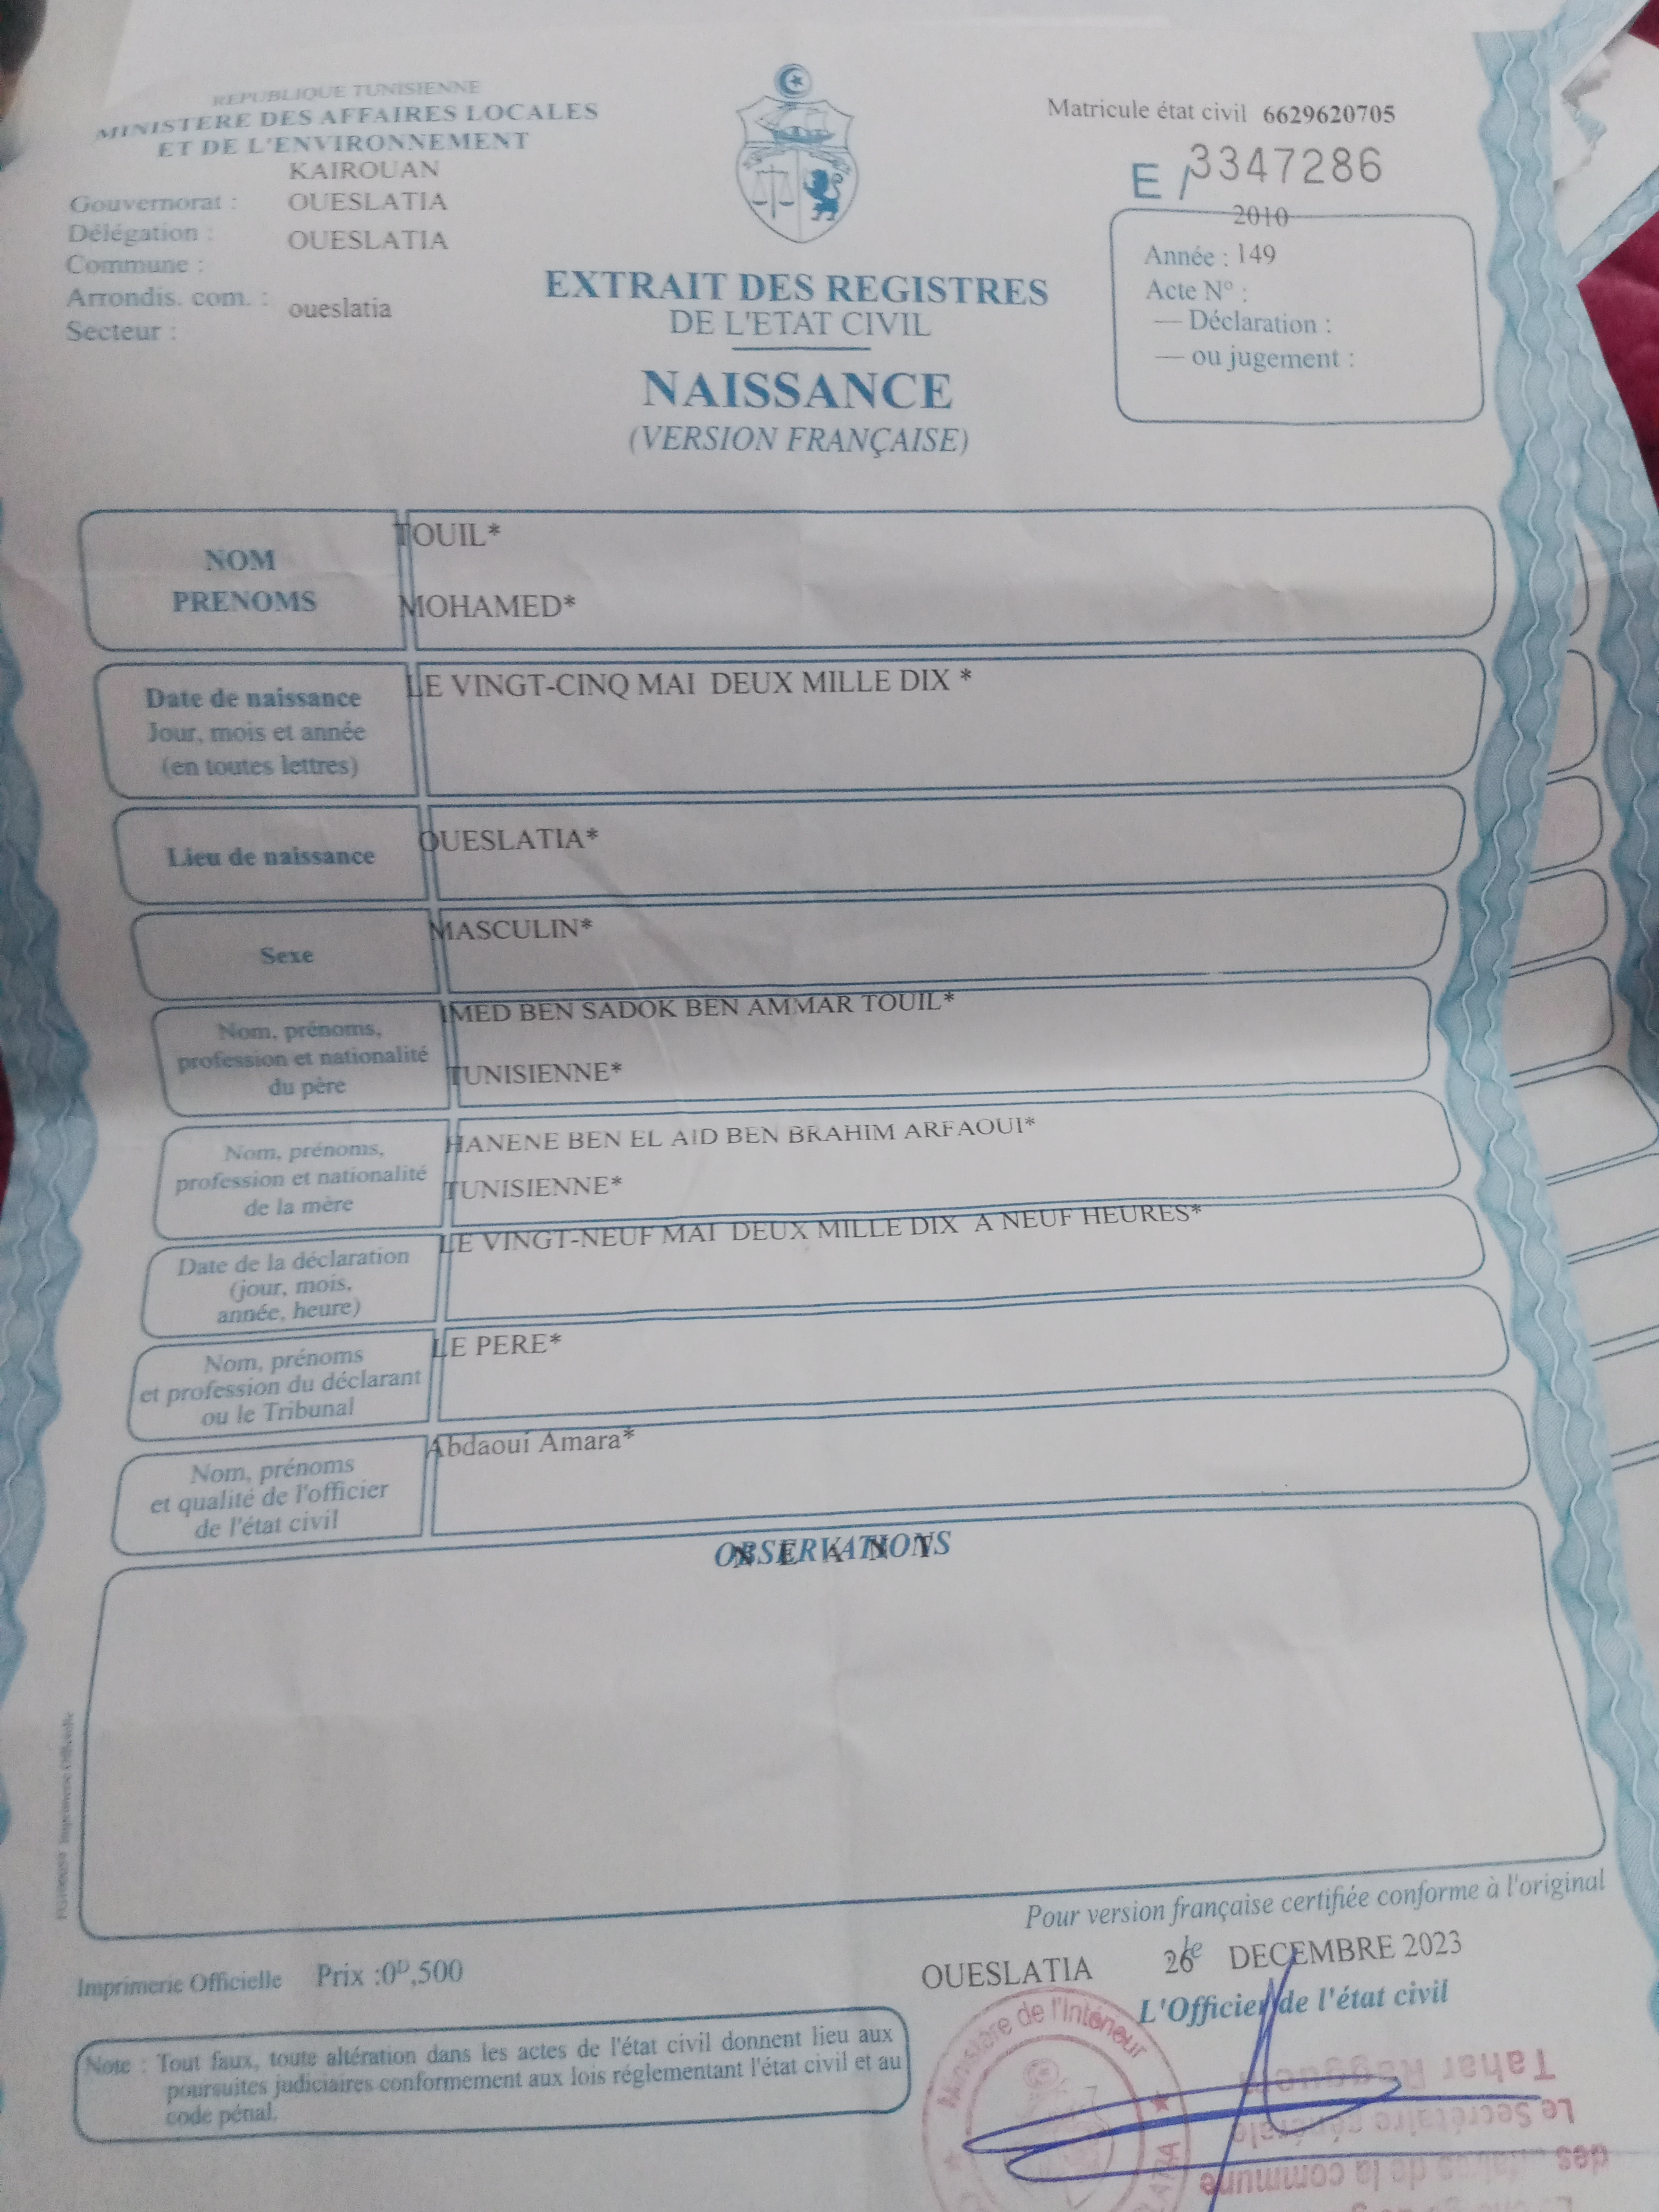 REPUBLIQUE TUNISIENNE
MINISTERE DES AFFAIRES LOCALES
ET DE L'ENVIRONNEMENT
KAIROUAN
Gouvernorat : OUESLATIA
Délégation : OUESLATIA
Commune :
Arrondis. com. : oueslatia
Secteur :
Matricule état civil 6629620705
E / 3347286
2010
Année : 149
Acte N° :
— Déclaration :
— ou jugement :
EXTRAIT DES REGISTRES
DE L'ETAT CIVIL
NAISSANCE
(VERSION FRANÇAISE)
NOM
PRENOMS
TOUIL*
MOHAMED*
Date de naissance
Jour, mois et année
(en toutes lettres)
LE VINGT-CINQ MAI DEUX MILLE DIX *
Lieu de naissance
OUESLATIA*
Sexe
MASCULIN*
Nom, prénoms,
profession et nationalité
du père
IMED BEN SADOK BEN AMMAR TOUIL*
TUNISIENNE*
Nom, prénoms,
profession et nationalité
de la mère
HANENE BEN EL AID BEN BRAHIM ARFAOUI*
TUNISIENNE*
Date de la déclaration
(jour, mois,
année, heure)
LE VINGT-NEUF MAI DEUX MILLE DIX A NEUF HEURES*
Nom, prénoms
et profession du déclarant
ou le Tribunal
LE PERE*
Nom, prénoms
et qualité de l'officier
de l'état civil
Abdaoui Amara*
OBSERVATIONS
N E A N T
Pour version française certifiée conforme à l'original
OUESLATIA le 26 DECEMBRE 2023
L'Officier de l'état civil
Imprimerie Officielle Prix :0D,500
Note : Tout faux, toute altération dans les actes de l'état civil donnent lieu aux
poursuites judiciaires conformement aux lois réglementant l'état civil et au
code pénal.
Ministère de l'Intérieur
Tahar
Le Secrétaire générale
de la commune